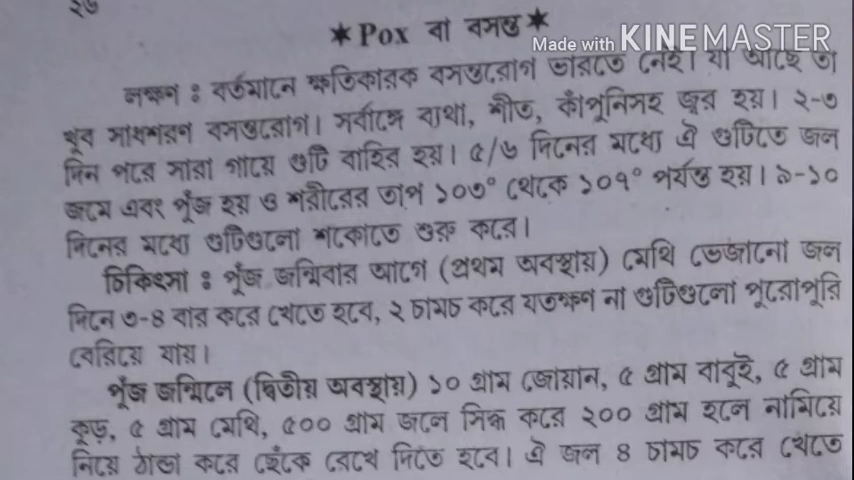 ২৬
★ Pox বা বসন্ত ★
Made with KINEMASTER
লক্ষণ : বর্তমানে ক্ষতিকারক বসন্তরোগ ভারতে নেই। যা আছে তা
খুব সাধশরণ বসন্তরোগ। সর্বাঙ্গে ব্যথা, শীত, কাঁপুনিসহ জ্বর হয়। ২-৩
দিন পরে সারা গায়ে গুটি বাহির হয়। ৫/৬ দিনের মধ্যে ঐ গুটিতে জল
জমে এবং পুঁজ হয় ও শরীরের তাপ ১০৩° থেকে ১০৭° পর্যন্ত হয়। ৯-১০
দিনের মধ্যে গুটিগুলো শকোতে শুরু করে।
চিকিৎসা : পুঁজ জন্মিবার আগে (প্রথম অবস্থায়) মেথি ভেজানো জল
দিনে ৩-৪ বার করে খেতে হবে, ২ চামচ করে যতক্ষণ না গুটিগুলো পুরোপুরি
বেরিয়ে যায়।
পুঁজ জন্মিলে (দ্বিতীয় অবস্থায়) ১০ গ্রাম জোয়ান, ৫ গ্রাম বাবুই, ৫ গ্রাম
কুড়, ৫ গ্রাম মেথি, ৫০০ গ্রাম জলে সিদ্ধ করে ২০০ গ্রাম হলে নামিয়ে
নিয়ে ঠান্ডা করে ছেঁকে রেখে দিতে হবে। ঐ জল ৪ চামচ করে খেতে